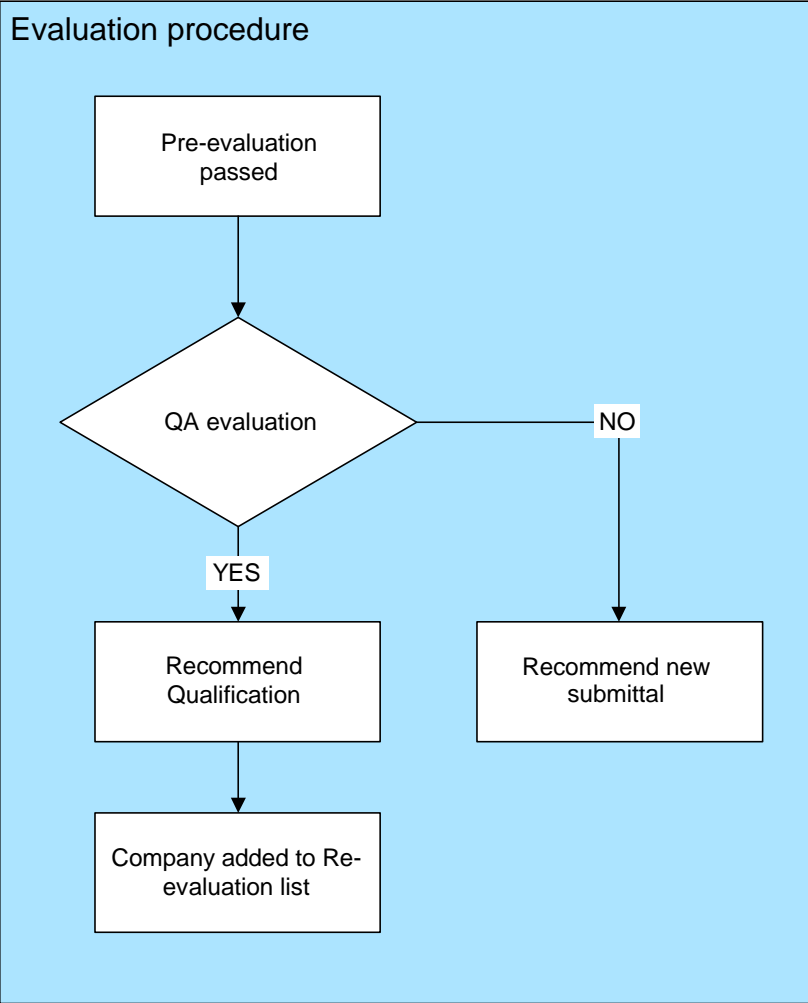 Evaluation procedure
Pre-evaluation
passed
QA evaluation
NO
YES
Recommend
Qualification
Recommend new
submittal
Company added to Re-
evaluation list